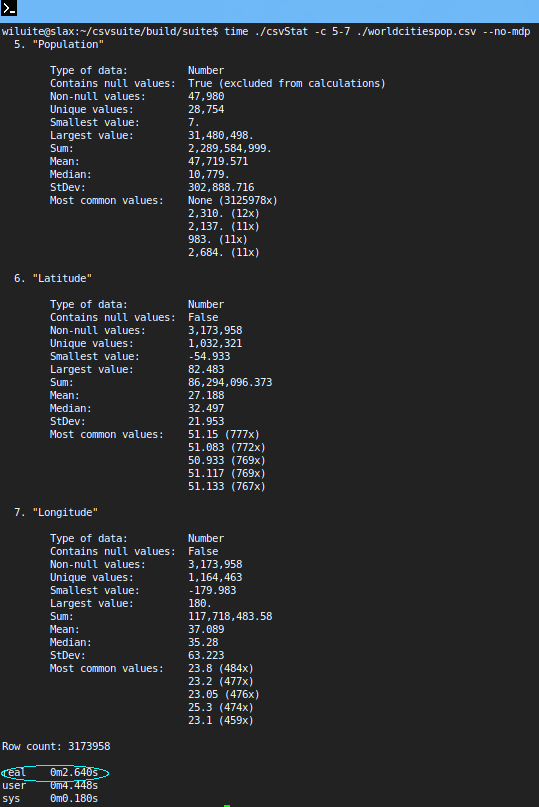 >_
wiluite@slax:~/csvsuite/build/suite$ time ./csvStat -c 5-7 ./worldcitiespop.csv --no-mdp
5. "Population"
Type of data: Number
Contains null values: True (excluded from calculations)
Non-null values: 47,980
Unique values: 28,754
Smallest value: 7.
Largest value: 31,480,498.
Sum: 2,289,584,999.
Mean: 47,719.571
Median: 10,779.
StDev: 302,888.716
Most common values: None (3125978x)
2,310. (12x)
2,137. (11x)
983. (11x)
2,684. (11x)
6. "Latitude"
Type of data: Number
Contains null values: False
Non-null values: 3,173,958
Unique values: 1,032,321
Smallest value: -54.933
Largest value: 82.483
Sum: 86,294,096.373
Mean: 27.188
Median: 32.497
StDev: 21.953
Most common values: 51.15 (777x)
51.083 (772x)
50.933 (769x)
51.117 (769x)
51.133 (767x)
7. "Longitude"
Type of data: Number
Contains null values: False
Non-null values: 3,173,958
Unique values: 1,164,463
Smallest value: -179.983
Largest value: 180.
Sum: 117,718,483.58
Mean: 37.089
Median: 35.28
StDev: 63.223
Most common values: 23.8 (484x)
23.2 (477x)
23.05 (476x)
25.3 (474x)
23.1 (459x)
Row count: 3173958
real 0m2.640s
user 0m4.448s
sys 0m0.180s